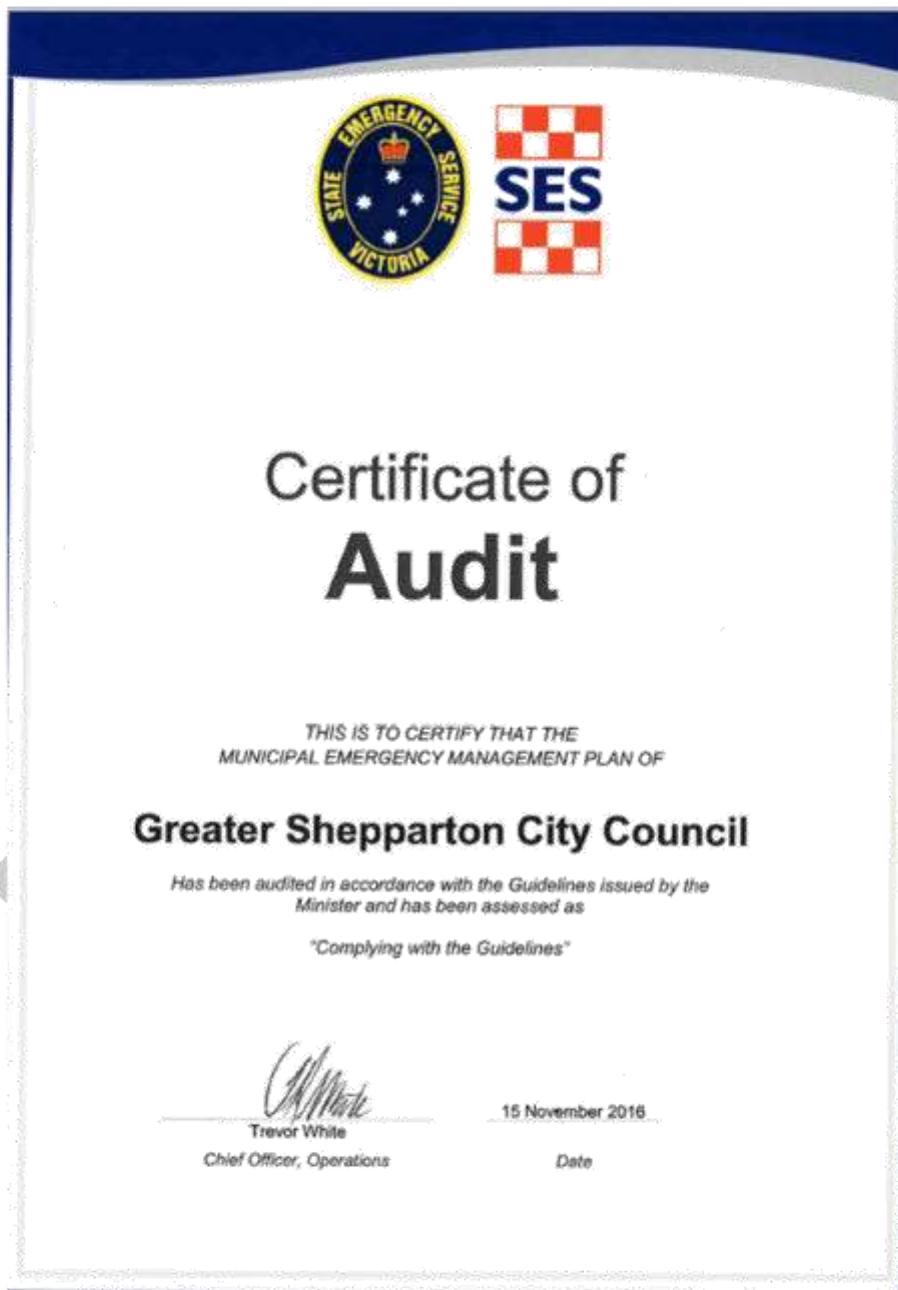 STATE EMERGENCY SERVICE
VICTORIA
SES
Certificate of
Audit
THIS IS TO CERTIFY THAT THE
MUNICIPAL EMERGENCY MANAGEMENT PLAN OF
Greater Shepparton City Council
Has been audited in accordance with the Guidelines issued by the
Minister and has been assessed as
"Complying with the Guidelines"
Trevor White
15 November 2016
Chief Officer, Operations
Date